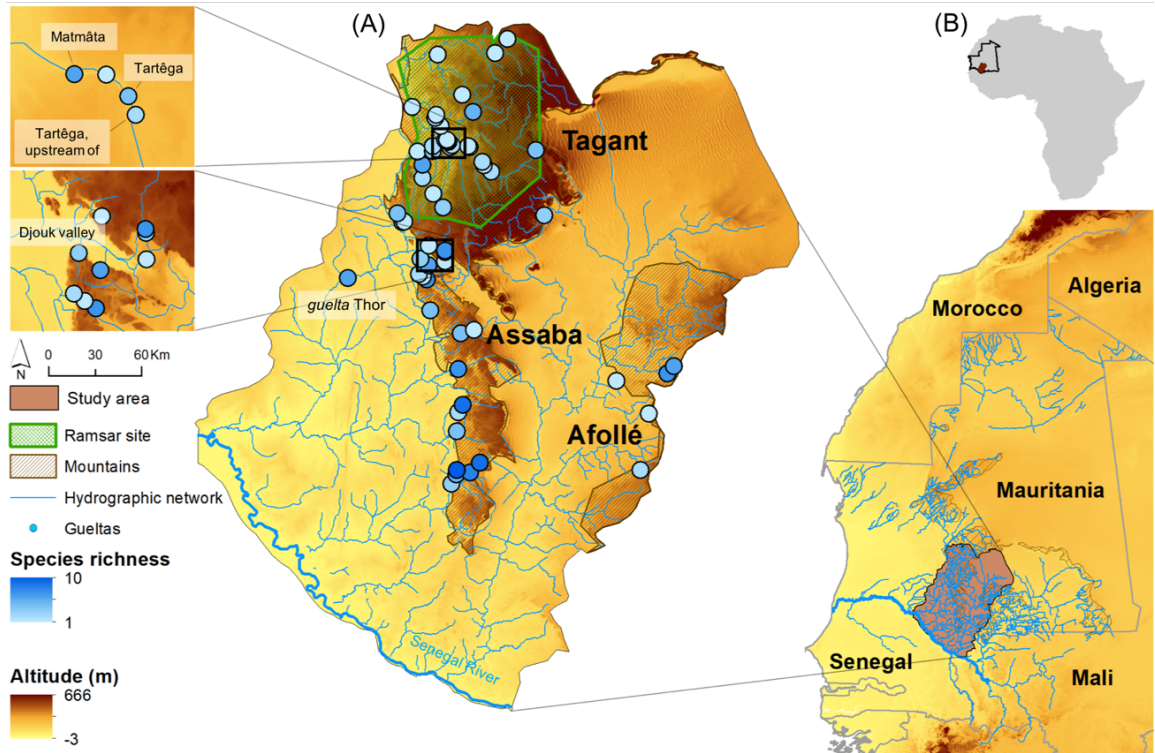 (A)
(B)
Matmâta
Tartêga
Tartêga,
upstream of
Djouk valley
guelta Thor
Tagant
Assaba
Afollé
Senegal River
N
0 30 60 Km
Study area
Ramsar site
Mountains
Hydrographic network
Gueltas
Species richness
10
1
Altitude (m)
666
-3
Morocco
Algeria
Mauritania
Senegal
Mali